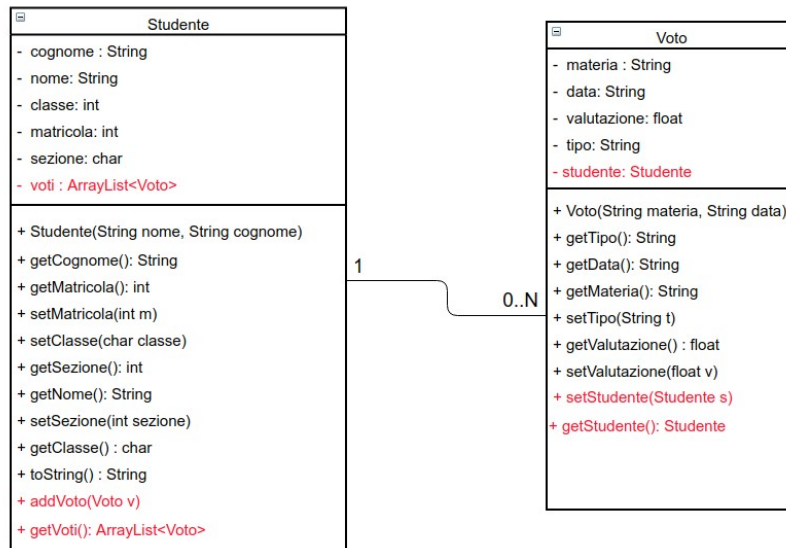 Studente
- cognome : String
- nome: String
- classe: int
- matricola: int
- sezione: char
- voti : ArrayList<Voto>
+ Studente(String nome, String cognome)
+ getCognome(): String
+ getMatricola(): int
+ setMatricola(int m)
+ setClasse(char classe)
+ getSezione(): int
+ getNome(): String
+ setSezione(int sezione)
+ getClasse() : char
+ toString() : String
+ addVoto(Voto v)
+ getVoti(): ArrayList<Voto>
1
0..N
Voto
- materia : String
- data: String
- valutazione: float
- tipo: String
- studente: Studente
+ Voto(String materia, String data)
+ getTipo(): String
+ getData(): String
+ getMateria(): String
+ setTipo(String t)
+ getValutazione() : float
+ setValutazione(float v)
+ setStudente(Studente s)
+ getStudente(): Studente